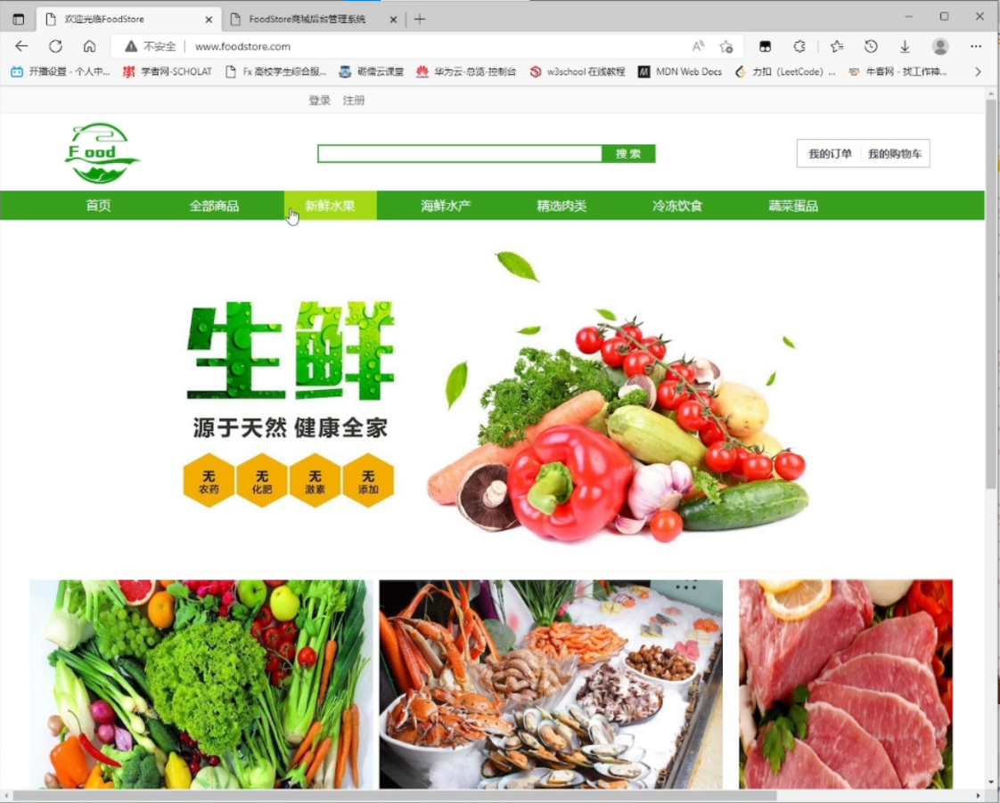 欢迎光临FoodStore
FoodStore商城后台管理系统
不安全
www.foodstore.com
开播设置 - 个人中...
学者网-SCHOLAT
Fx 高校学生综合服...
砺儒云课堂
华为云-总览-控制台
w3school 在线教程
MDN Web Docs
力扣（LeetCode）...
牛客网 - 找工作神...
登录 注册
Food
搜 索
我的订单 我的购物车
首页 全部商品 新鲜水果 海鲜水产 精选肉类 冷冻饮食 蔬菜蛋品
生鲜
源于天然 健康全家
无 无 无 无
农药 化肥 激素 添加